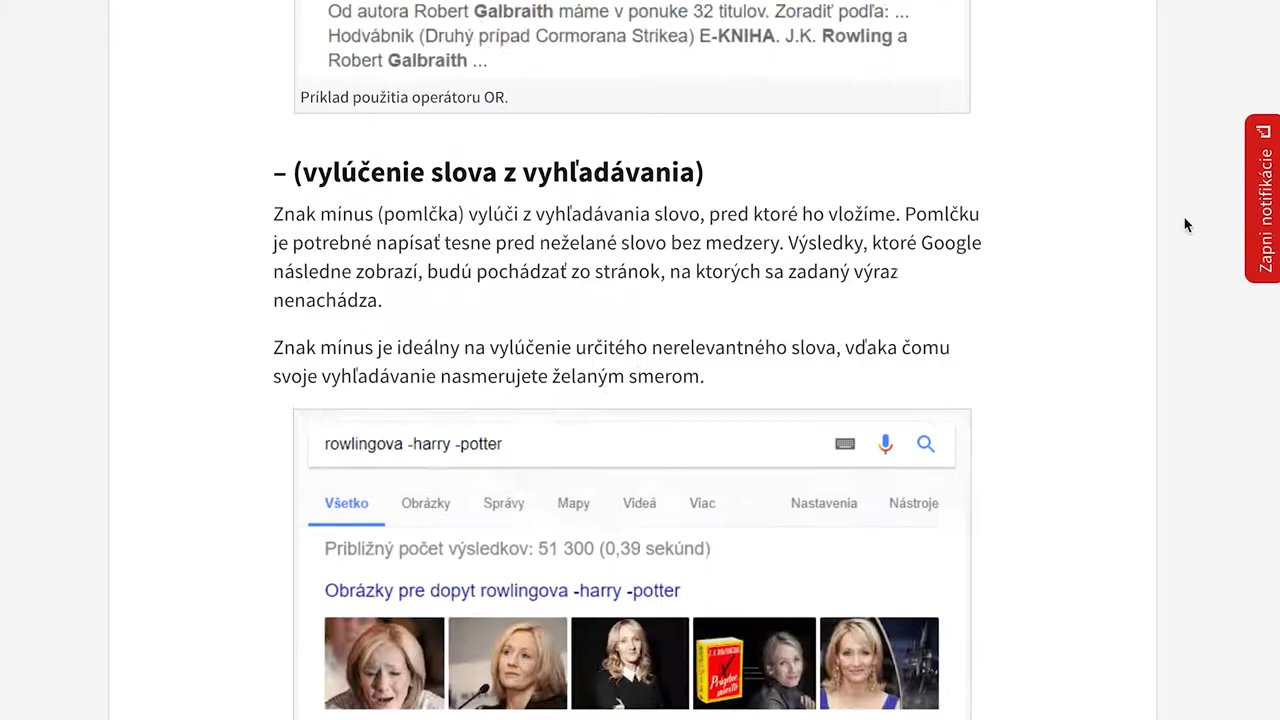 Od autora Robert Galbraith máme v ponuke 32 titulov. Zoradiť podľa: ...
Hodvábnik (Druhý prípad Cormorana Strikea) E-KNIHA. J.K. Rowling a
Robert Galbraith ...
Príklad použitia operátoru OR.
– (vylúčenie slova z vyhľadávania)
Znak mínus (pomlčka) vylúči z vyhľadávania slovo, pred ktoré ho vložíme. Pomlčku
je potrebné napísať tesne pred neželané slovo bez medzery. Výsledky, ktoré Google
následne zobrazí, budú pochádzať zo stránok, na ktorých sa zadaný výraz
nenachádza.
Znak mínus je ideálny na vylúčenie určitého nerelevantného slova, vďaka čomu
svoje vyhľadávanie nasmerujete želaným smerom.
rowlingova -harry -potter
Všetko Obrázky Správy Mapy Videá Viac Nastavenia Nástroje
Približný počet výsledkov: 51 300 (0,39 sekúnd)
Obrázky pre dopyt rowlingova -harry -potter
J. K. ROWLINGOVÁ
Prázdne
miesto
Zapni notifikácie